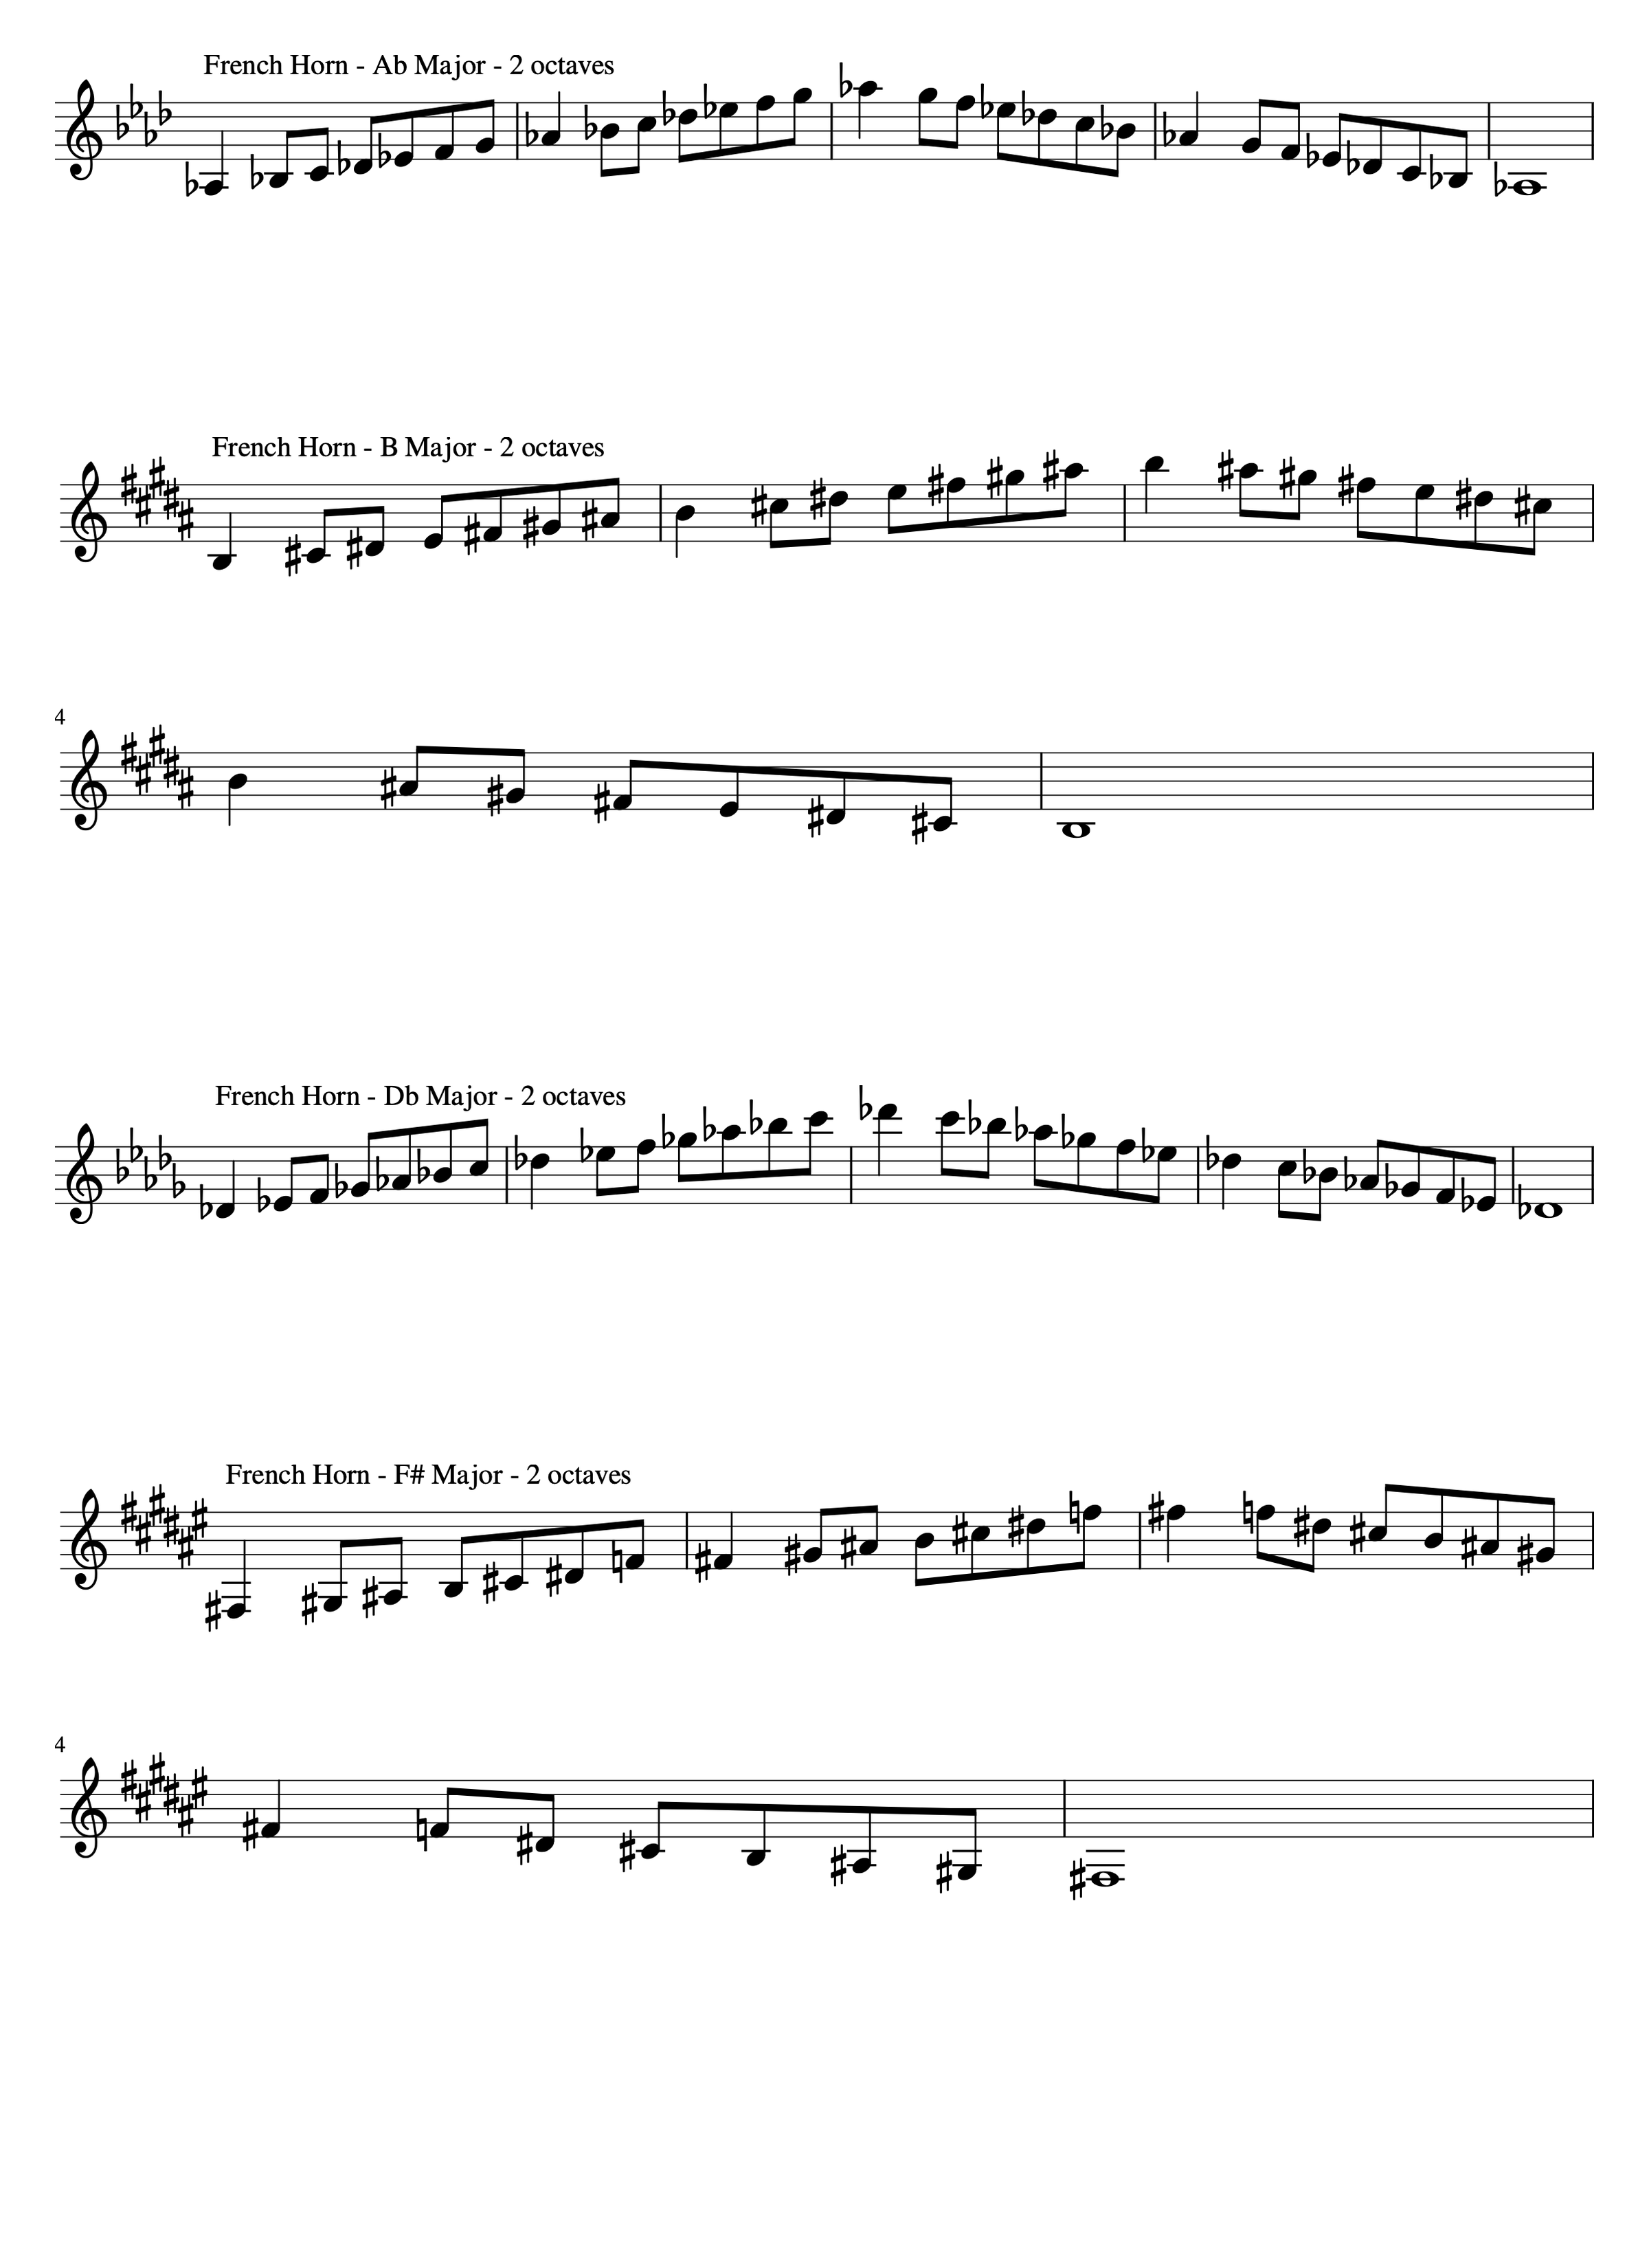 French Horn - Ab Major - 2 octaves
French Horn - B Major - 2 octaves
4
French Horn - Db Major - 2 octaves
French Horn - F# Major - 2 octaves
4